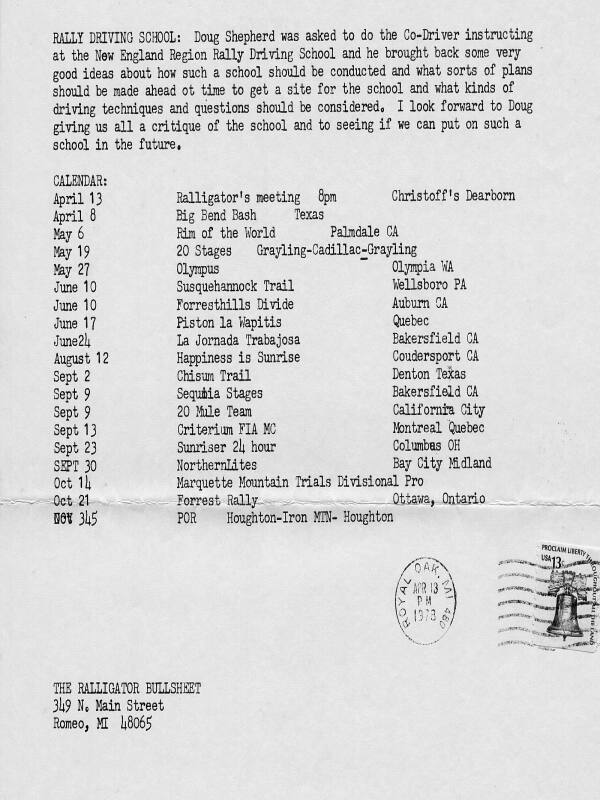 RALLY DRIVING SCHOOL: Doug Shepherd was asked to do the Co-Driver instructing
at the New England Region Rally Driving School and he brought back some very
good ideas about how such a school should be conducted and what sorts of plans
should be made ahead ot time to get a site for the school and what kinds of
driving techniques and questions should be considered. I look forward to Doug
giving us all a critique of the school and to seeing if we can put on such a
school in the future.
CALENDAR:
April 13 Ralligator's meeting 8pm Christoff's Dearborn
April 8 Big Bend Bash Texas
May 6 Rim of the World Palmdale CA
May 19 20 Stages Grayling-Cadillac-Grayling
May 27 Olympus Olympia WA
June 10 Susquehannock Trail Wellsboro PA
June 10 Forresthills Divide Auburn CA
June 17 Piston la Wapitis Quebec
June24 La Jornada Trabajosa Bakersfield CA
August 12 Happiness is Sunrise Coudersport CA
Sept 2 Chisum Trail Denton Texas
Sept 9 Stages Bakersfield CA
Sept 9 20 Mule Team California City
Sept 13 Criterium FIA MC Montreal Quebec
Sept 23 Sunriser 24 hour Columbus OH
SEPT 30 NorthernLites Bay City Midland
Oct 14 Marquette Mountain Trials Divisional Pro
Oct 21 Forrest Rally Ottawa, Ontario
NOV 345 POR Houghton-Iron MTN- Houghton
ROYAL OAK, MI 480
APR 13
PM
1978
PROCLAIM LIBERTY
USA 13c
THE RALLIGATOR BULLSHEET
349 N. Main Street
Romeo, MI 48065